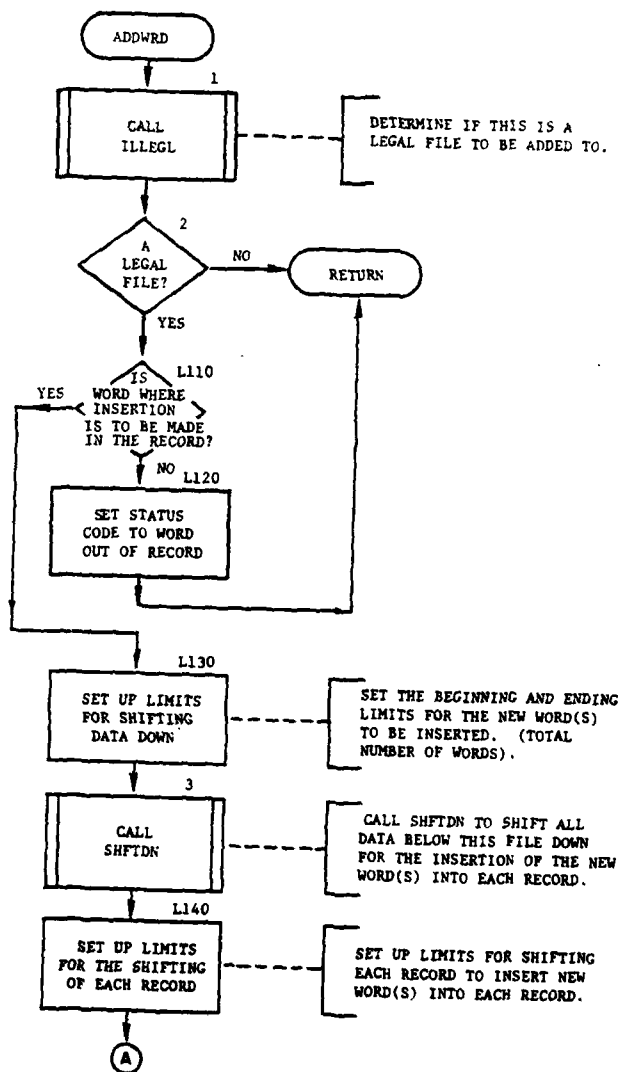 ADDWRD
1
CALL
ILLEGL
DETERMINE IF THIS IS A
LEGAL FILE TO BE ADDED TO.
2
A
LEGAL
FILE?
NO
RETURN
YES
L110
IS
YES
WORD WHERE
INSERTION
IS TO BE MADE
IN THE RECORD?
NO
L120
SET STATUS
CODE TO WORD
OUT OF RECORD
L130
SET UP LIMITS
FOR SHIFTING
DATA DOWN
SET THE BEGINNING AND ENDING
LIMITS FOR THE NEW WORD(S)
TO BE INSERTED. (TOTAL
NUMBER OF WORDS).
3
CALL
SHFTDN
CALL SHFTDN TO SHIFT ALL
DATA BELOW THIS FILE DOWN
FOR THE INSERTION OF THE NEW
WORD(S) INTO EACH RECORD.
L140
SET UP LIMITS
FOR THE SHIFTING
OF EACH RECORD
SET UP LIMITS FOR SHIFTING
EACH RECORD TO INSERT NEW
WORD(S) INTO EACH RECORD.
A